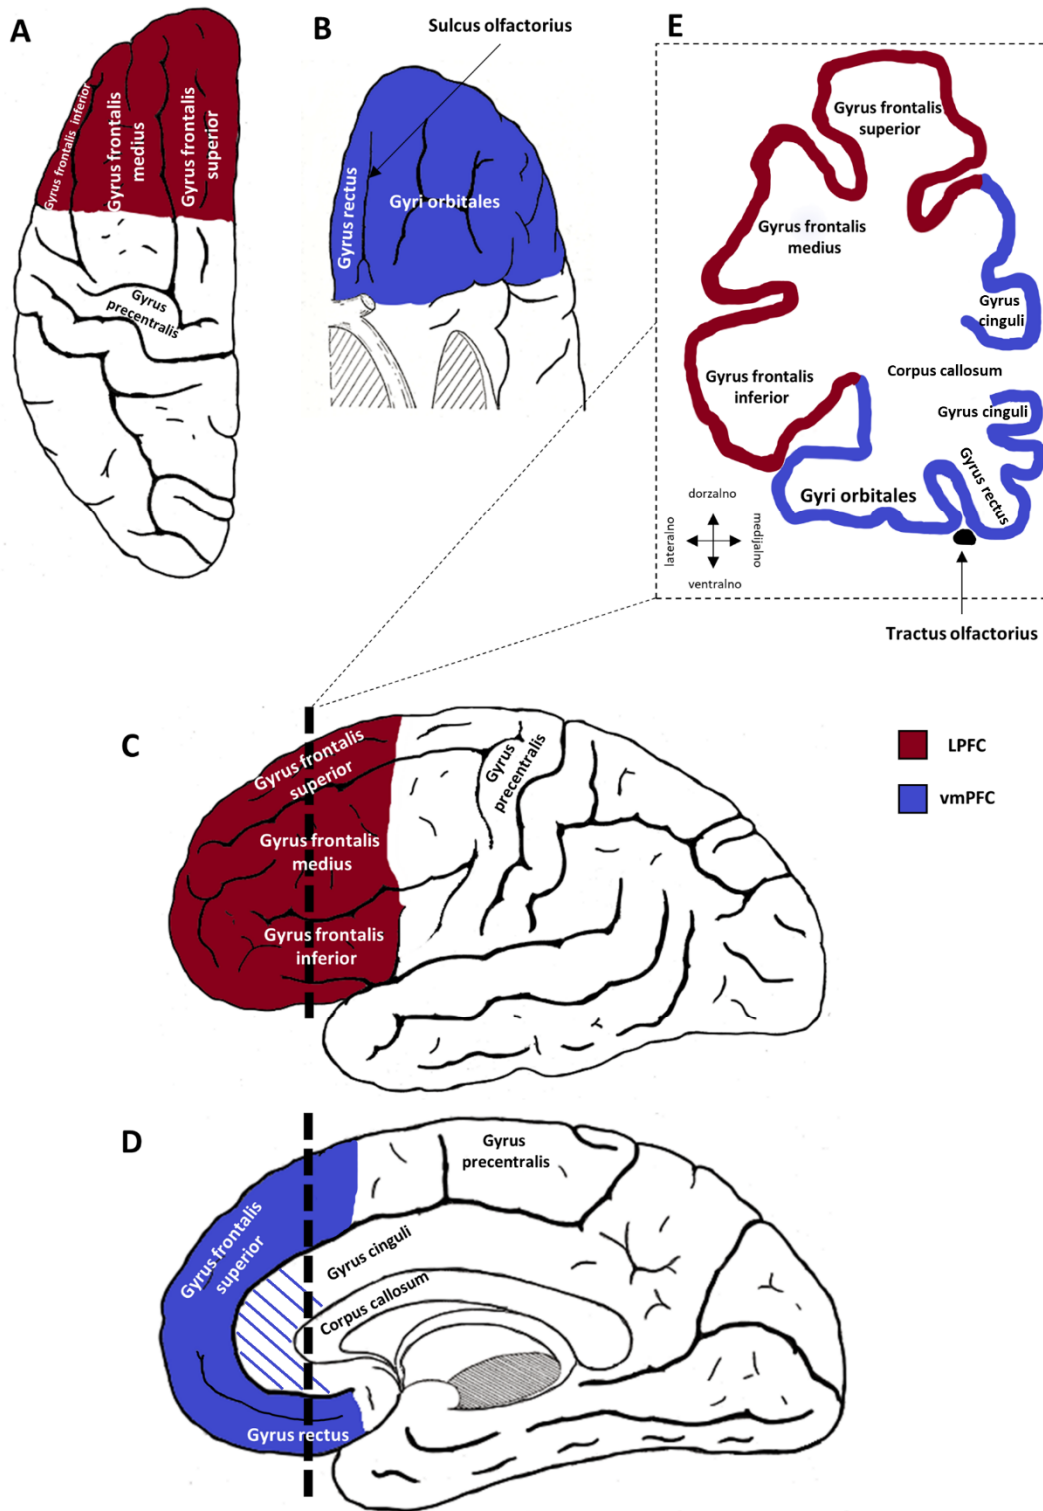 A
Gyrus frontalis inferior
Gyrus frontalis
medius
Gyrus frontalis
superior
Gyrus
precentralis
B
Sulcus olfactorius
Gyrus rectus
Gyri orbitales
E
Gyrus frontalis
superior
Gyrus frontalis
medius
Gyrus
cinguli
Corpus callosum
Gyrus frontalis
inferior
Gyrus cinguli
Gyrus rectus
Gyri orbitales
dorzalno
lateralno
medijalno
ventralno
Tractus olfactorius
C
Gyrus frontalis
superior
Gyrus
precentralis
Gyrus frontalis
medius
Gyrus frontalis
inferior
LPFC
vmPFC
D
Gyrus
precentralis
Gyrus frontalis
superior
Gyrus cinguli
Corpus callosum
Gyrus rectus